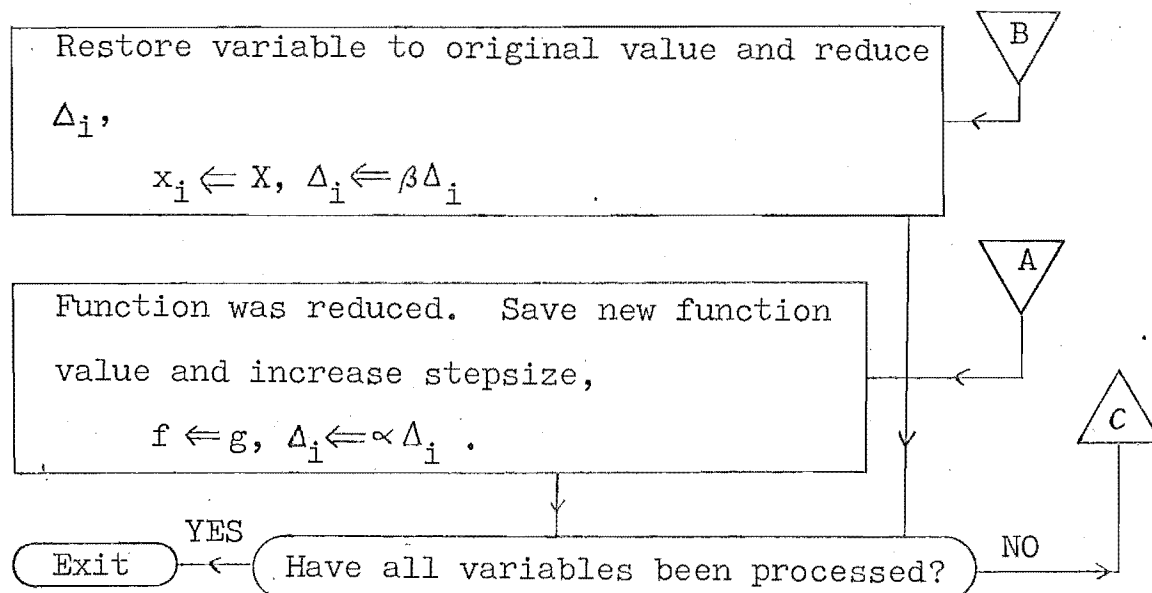 Restore variable to original value and reduce
Δi,
xi ⇐ X, Δi ⇐ βΔi
B
Function was reduced. Save new function
value and increase stepsize,
f ⇐ g, Δi ⇐ ∝ Δi .
A
C
YES
NO
Exit
Have all variables been processed?